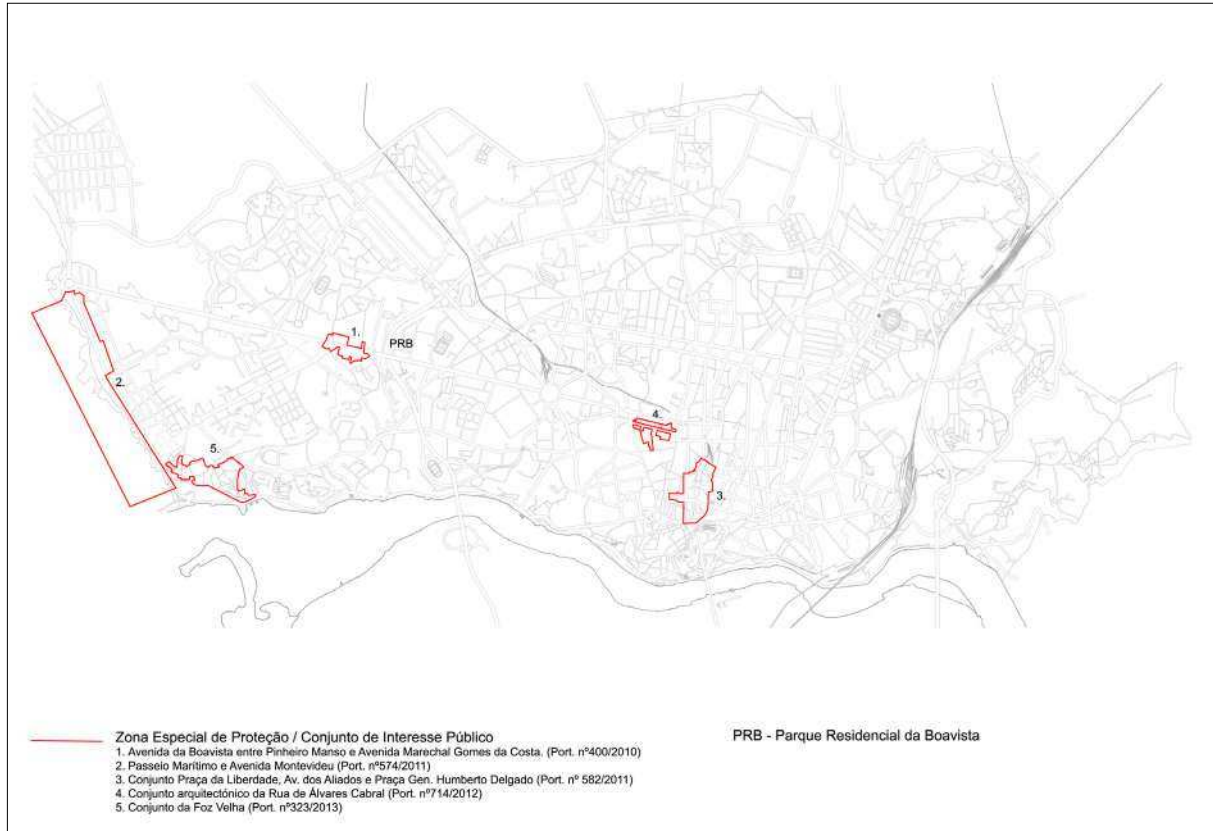 1.
PRB
2.
4.
5.
3.
Zona Especial de Proteção / Conjunto de Interesse Público
1. Avenida da Boavista entre Pinheiro Manso e Avenida Marechal Gomes da Costa. (Port. nº400/2010)
2. Passeio Marítimo e Avenida Montevideu (Port. nº574/2011)
3. Conjunto Praça da Liberdade, Av. dos Aliados e Praça Gen. Humberto Delgado (Port. nº 582/2011)
4. Conjunto arquitectónico da Rua de Álvares Cabral (Port. nº714/2012)
5. Conjunto da Foz Velha (Port. nº323/2013)
PRB - Parque Residencial da Boavista